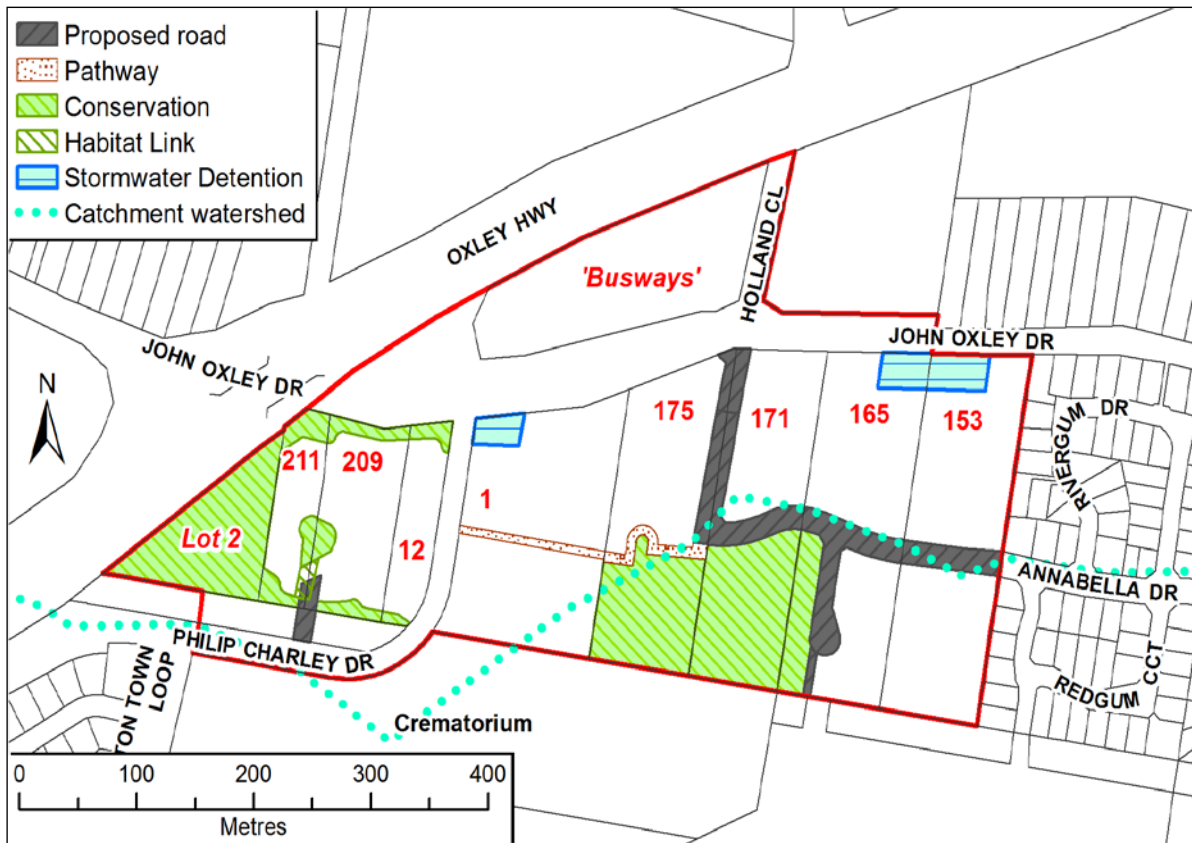 Proposed road
Pathway
Conservation
Habitat Link
Stormwater Detention
Catchment watershed
OXLEY HWY
'Busways'
HOLLAND CL
JOHN OXLEY DR
JOHN OXLEY DR
N
175
171
165
153
RIVERGUM DR
211
209
1
12
Lot 2
ANNABELLA DR
PHILIP CHARLEY DR
TON TOWN
LOOP
REDGUM CCT
Crematorium
0 100 200 300 400
Metres